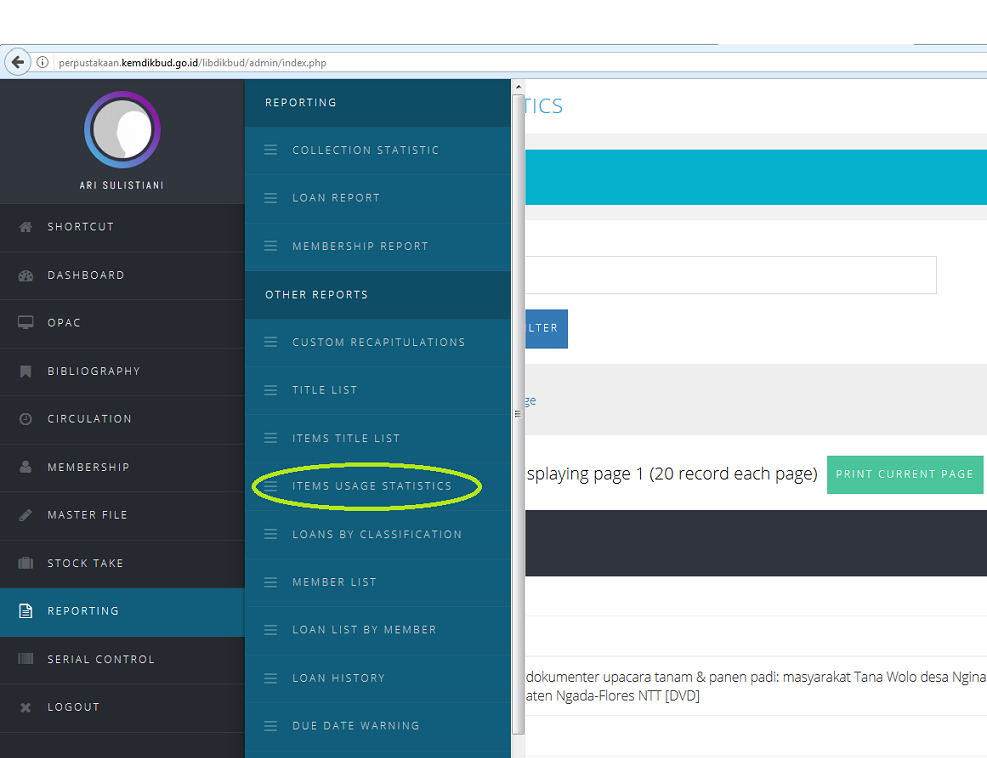 perpustakaan.kemdikbud.go.id/libdikbud/admin/index.php
ARI SULISTIANI
SHORTCUT
DASHBOARD
OPAC
BIBLIOGRAPHY
CIRCULATION
MEMBERSHIP
MASTER FILE
STOCK TAKE
REPORTING
SERIAL CONTROL
LOGOUT
REPORTING
COLLECTION STATISTIC
LOAN REPORT
MEMBERSHIP REPORT
OTHER REPORTS
CUSTOM RECAPITULATIONS
TITLE LIST
ITEMS TITLE LIST
ITEMS USAGE STATISTICS
LOANS BY CLASSIFICATION
MEMBER LIST
LOAN LIST BY MEMBER
LOAN HISTORY
DUE DATE WARNING
TICS
LTER
ge
splaying page 1 (20 record each page)
PRINT CURRENT PAGE
dokumenter upacara tanam & panen padi: masyarakat Tana Wolo desa Ngina
aten Ngada-Flores NTT [DVD]